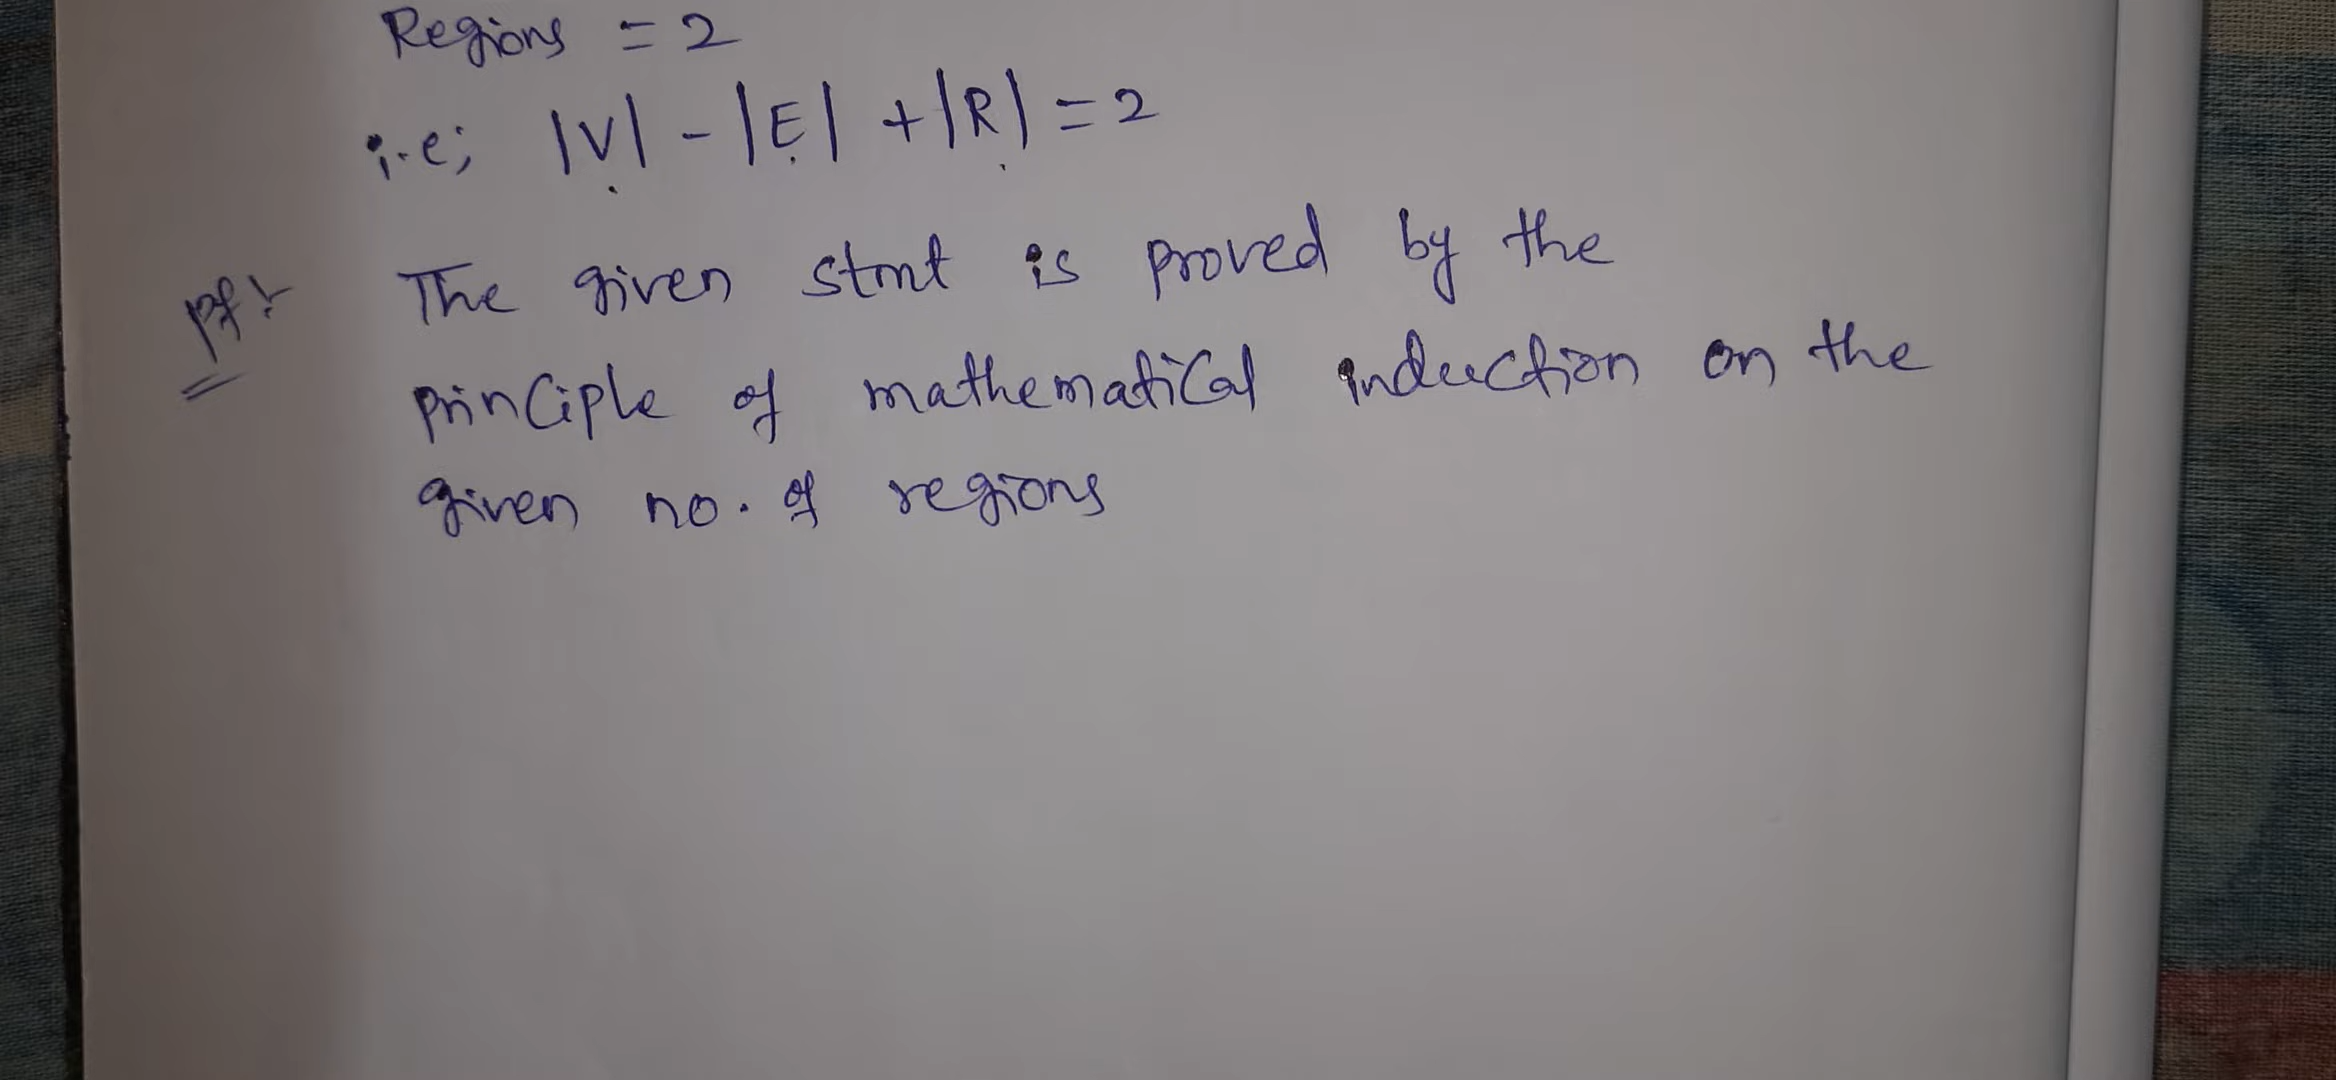 Regions = 2
i.e; |V| - |E| + |R| = 2
Pf:- The given stmt is proved by the
principle of mathematical induction on the
given no. of regions